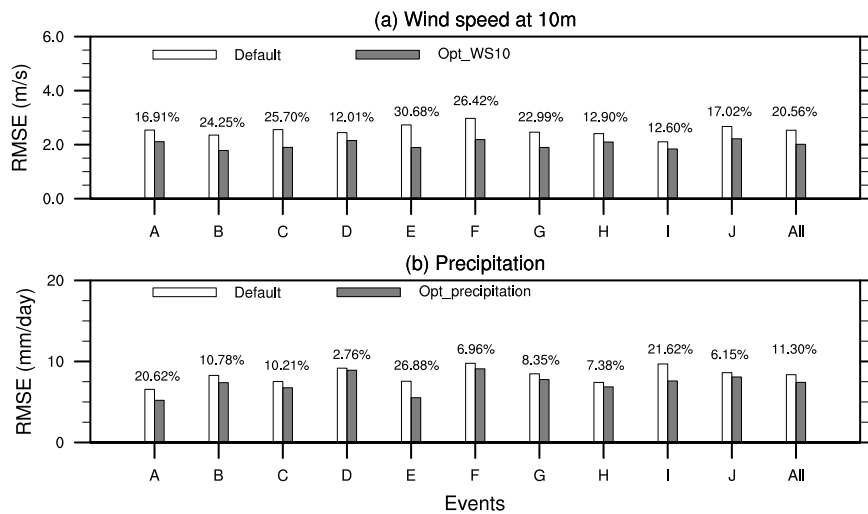 (a) Wind speed at 10m
RMSE (m/s)
6.0
4.0
2.0
0.0
Default Opt_WS10
16.91% 24.25% 25.70% 12.01% 30.68% 26.42% 22.99% 12.90% 12.60% 17.02% 20.56%
A B C D E F G H I J All
(b) Precipitation
RMSE (mm/day)
20
10
0
Default Opt_precipitation
20.62% 10.78% 10.21% 2.76% 26.88% 6.96% 8.35% 7.38% 21.62% 6.15% 11.30%
A B C D E F G H I J All
Events